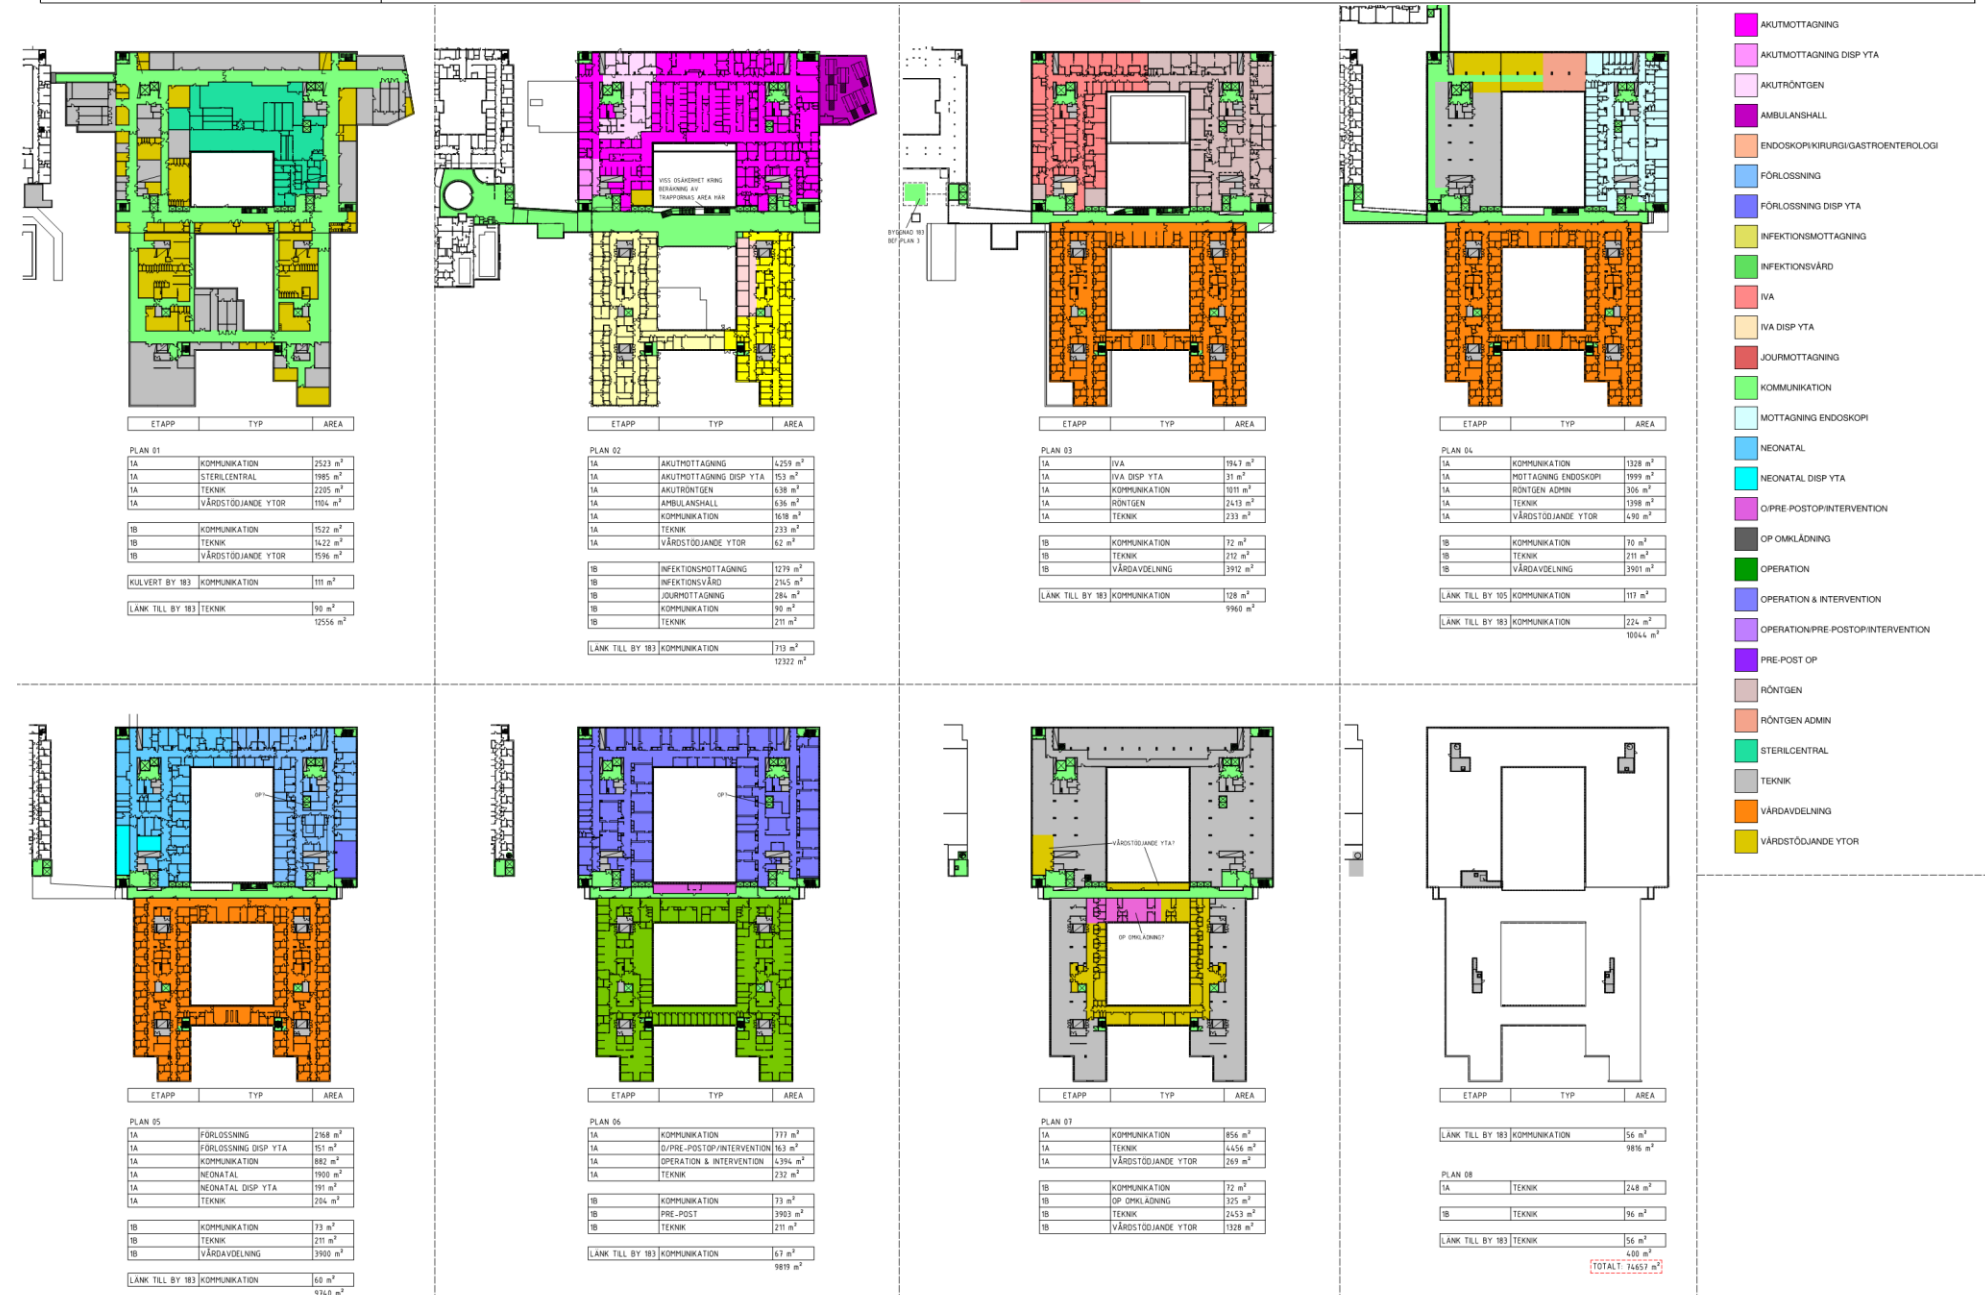 VISS OSÄKERHET KRING
BERÄKNING AV
TRAPPORNAS AREA HÄR
BYGGNAD 183
BEF PLAN 3
ETAPP TYP AREA
PLAN 01
1A KOMMUNIKATION 2523 m²
1A STERILCENTRAL 1985 m²
1A TEKNIK 2205 m²
1A VÅRDSTÖDJANDE YTOR 1104 m²
1B KOMMUNIKATION 1522 m²
1B TEKNIK 1422 m²
1B VÅRDSTÖDJANDE YTOR 1596 m²
KULVERT BY 183 KOMMUNIKATION 111 m²
LÄNK TILL BY 183 TEKNIK 90 m²
12556 m²
ETAPP TYP AREA
PLAN 02
1A AKUTMOTTAGNING 4259 m²
1A AKUTMOTTAGNING DISP YTA 153 m²
1A AKUTRÖNTGEN 638 m²
1A AMBULANSHALL 636 m²
1A KOMMUNIKATION 1618 m²
1A TEKNIK 233 m²
1A VÅRDSTÖDJANDE YTOR 62 m²
1B INFEKTIONSMOTTAGNING 1279 m²
1B INFEKTIONSVÅRD 2145 m²
1B JOURMOTTAGNING 284 m²
1B KOMMUNIKATION 90 m²
1B TEKNIK 211 m²
LÄNK TILL BY 183 KOMMUNIKATION 713 m²
12322 m²
ETAPP TYP AREA
PLAN 03
1A IVA 1947 m²
1A IVA DISP YTA 31 m²
1A KOMMUNIKATION 1011 m²
1A RÖNTGEN 2413 m²
1A TEKNIK 233 m²
1B KOMMUNIKATION 72 m²
1B TEKNIK 212 m²
1B VÅRDAVDELNING 3912 m²
LÄNK TILL BY 183 KOMMUNIKATION 128 m²
9960 m²
ETAPP TYP AREA
PLAN 04
1A KOMMUNIKATION 1328 m²
1A MOTTAGNING ENDOSKOPI 1999 m²
1A RÖNTGEN ADMIN 306 m²
1A TEKNIK 1398 m²
1A VÅRDSTÖDJANDE YTOR 490 m²
1B KOMMUNIKATION 70 m²
1B TEKNIK 211 m²
1B VÅRDAVDELNING 3901 m²
LÄNK TILL BY 105 KOMMUNIKATION 117 m²
LÄNK TILL BY 183 KOMMUNIKATION 224 m²
10044 m²
AKUTMOTTAGNING
AKUTMOTTAGNING DISP YTA
AKUTRÖNTGEN
AMBULANSHALL
ENDOSKOPI/KIRURGI/GASTROENTEROLOGI
FÖRLOSSNING
FÖRLOSSNING DISP YTA
INFEKTIONSMOTTAGNING
INFEKTIONSVÅRD
IVA
IVA DISP YTA
JOURMOTTAGNING
KOMMUNIKATION
MOTTAGNING ENDOSKOPI
NEONATAL
NEONATAL DISP YTA
O/PRE-POSTOP/INTERVENTION
OP OMKLÄDNING
OPERATION
OPERATION & INTERVENTION
OPERATION/PRE-POSTOP/INTERVENTION
PRE-POST OP
RÖNTGEN
RÖNTGEN ADMIN
STERILCENTRAL
TEKNIK
VÅRDAVDELNING
VÅRDSTÖDJANDE YTOR
OP?
ETAPP TYP AREA
PLAN 05
1A FÖRLOSSNING 2168 m²
1A FÖRLOSSNING DISP YTA 151 m²
1A KOMMUNIKATION 882 m²
1A NEONATAL 1900 m²
1A NEONATAL DISP YTA 191 m²
1A TEKNIK 204 m²
1B KOMMUNIKATION 73 m²
1B TEKNIK 211 m²
1B VÅRDAVDELNING 3900 m²
LÄNK TILL BY 183 KOMMUNIKATION 60 m²
9740 m²
OP?
ETAPP TYP AREA
PLAN 06
1A KOMMUNIKATION 777 m²
1A O/PRE-POSTOP/INTERVENTION 163 m²
1A OPERATION & INTERVENTION 4394 m²
1A TEKNIK 232 m²
1B KOMMUNIKATION 73 m²
1B PRE-POST 3903 m²
1B TEKNIK 211 m²
LÄNK TILL BY 183 KOMMUNIKATION 67 m²
9819 m²
VÅRDSTÖDJANDE YTA?
OP OMKLÄDNING?
ETAPP TYP AREA
PLAN 07
1A KOMMUNIKATION 856 m²
1A TEKNIK 4456 m²
1A VÅRDSTÖDJANDE YTOR 269 m²
1B KOMMUNIKATION 72 m²
1B OP OMKLÄDNING 325 m²
1B TEKNIK 2453 m²
1B VÅRDSTÖDJANDE YTOR 1328 m²
ETAPP TYP AREA
LÄNK TILL BY 183 KOMMUNIKATION 56 m²
9816 m²
PLAN 08
1A TEKNIK 248 m²
1B TEKNIK 96 m²
LÄNK TILL BY 183 TEKNIK 56 m²
400 m²
TOTALT: 74657 m²